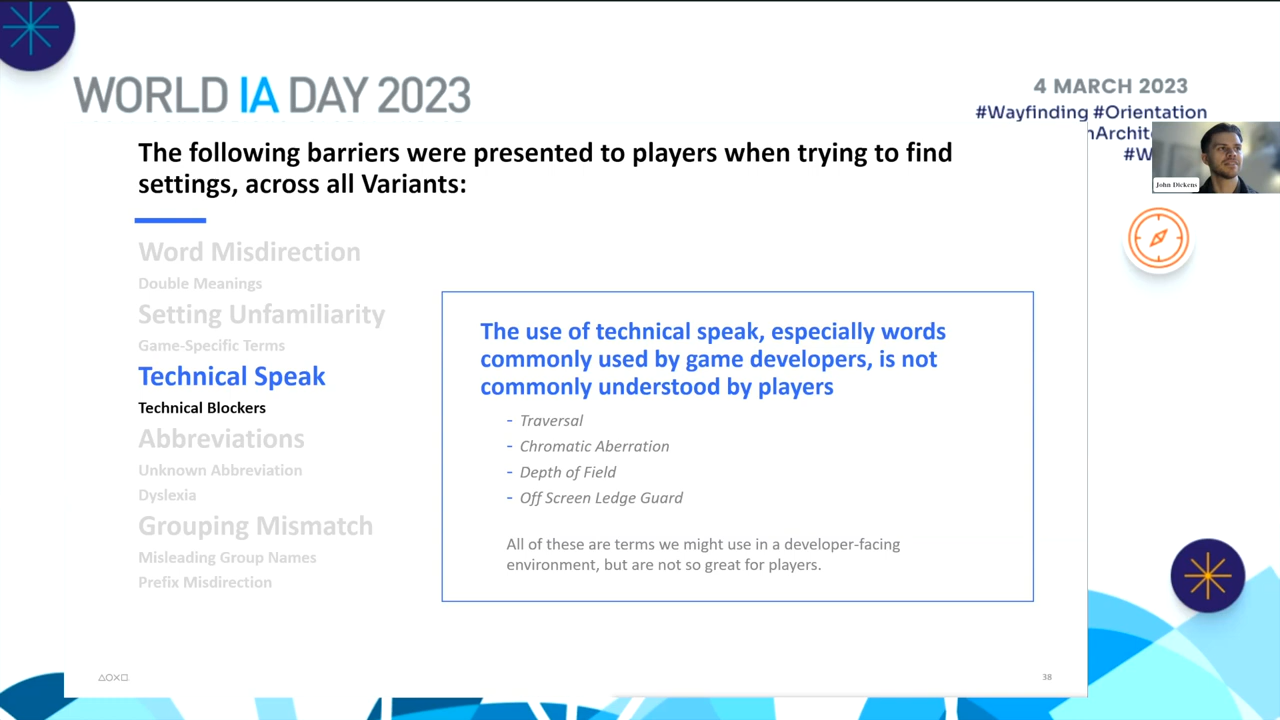 WORLD IA DAY 2023
4 MARCH 2023
#Wayfinding #Orientation
#W
John Dickens
The following barriers were presented to players when trying to find
settings, across all Variants:
Word Misdirection
Double Meanings
Setting Unfamiliarity
Game-Specific Terms
Technical Speak
Technical Blockers
Abbreviations
Unknown Abbreviation
Dyslexia
Grouping Mismatch
Misleading Group Names
Prefix Misdirection
The use of technical speak, especially words
commonly used by game developers, is not
commonly understood by players
- Traversal
- Chromatic Aberration
- Depth of Field
- Off Screen Ledge Guard
All of these are terms we might use in a developer-facing
environment, but are not so great for players.
38